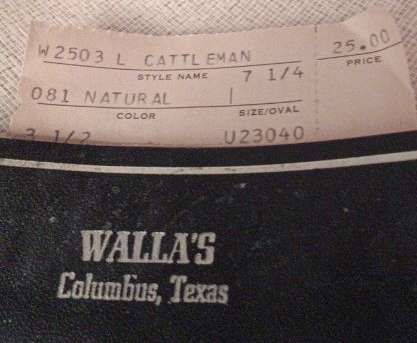 W 2503 L CATTLEMAN 25.00
STYLE NAME 7 1/4 PRICE
081 NATURAL
COLOR SIZE/OVAL
3 1/2 U23040
WALLA'S
Columbus, Texas